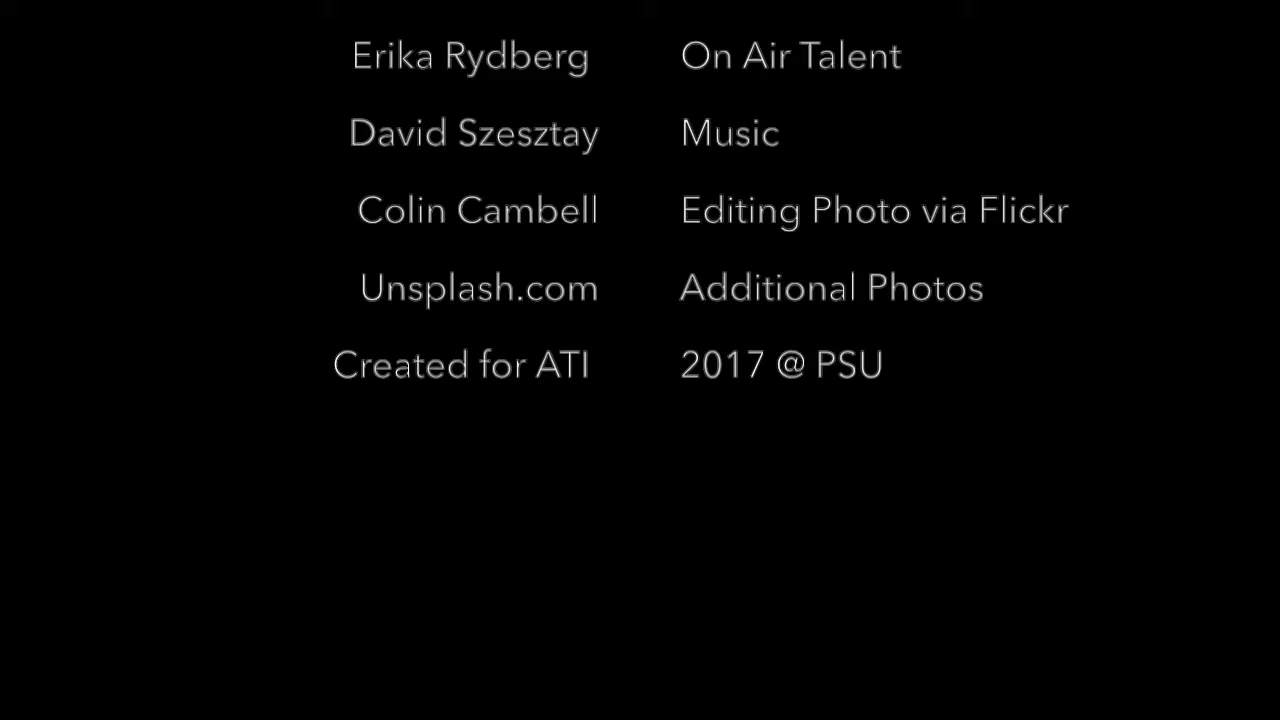 Erika Rydberg On Air Talent
David Szesztay Music
Colin Cambell Editing Photo via Flickr
Unsplash.com Additional Photos
Created for ATI 2017 @ PSU